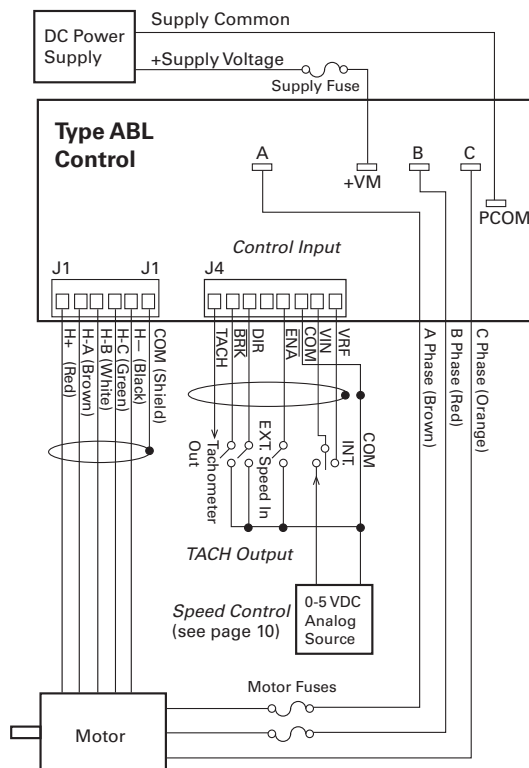 Supply Common
DC Power
Supply
+Supply Voltage
Supply Fuse
Type ABL
Control
A
+VM
B
C
PCOM
Control Input
J1
J1
J4
H+ (Red)
H-A (Brown)
H-B (White)
H-C (Green)
H— (Black)
COM (Shield)
TACH
BRK
DIR
ENA
COM
VIN
VRF
A Phase (Brown)
B Phase (Red)
C Phase (Orange)
Tachometer
Out
EXT. Speed In
INT.
COM
TACH Output
Speed Control
(see page 10)
0-5 VDC
Analog
Source
Motor Fuses
Motor